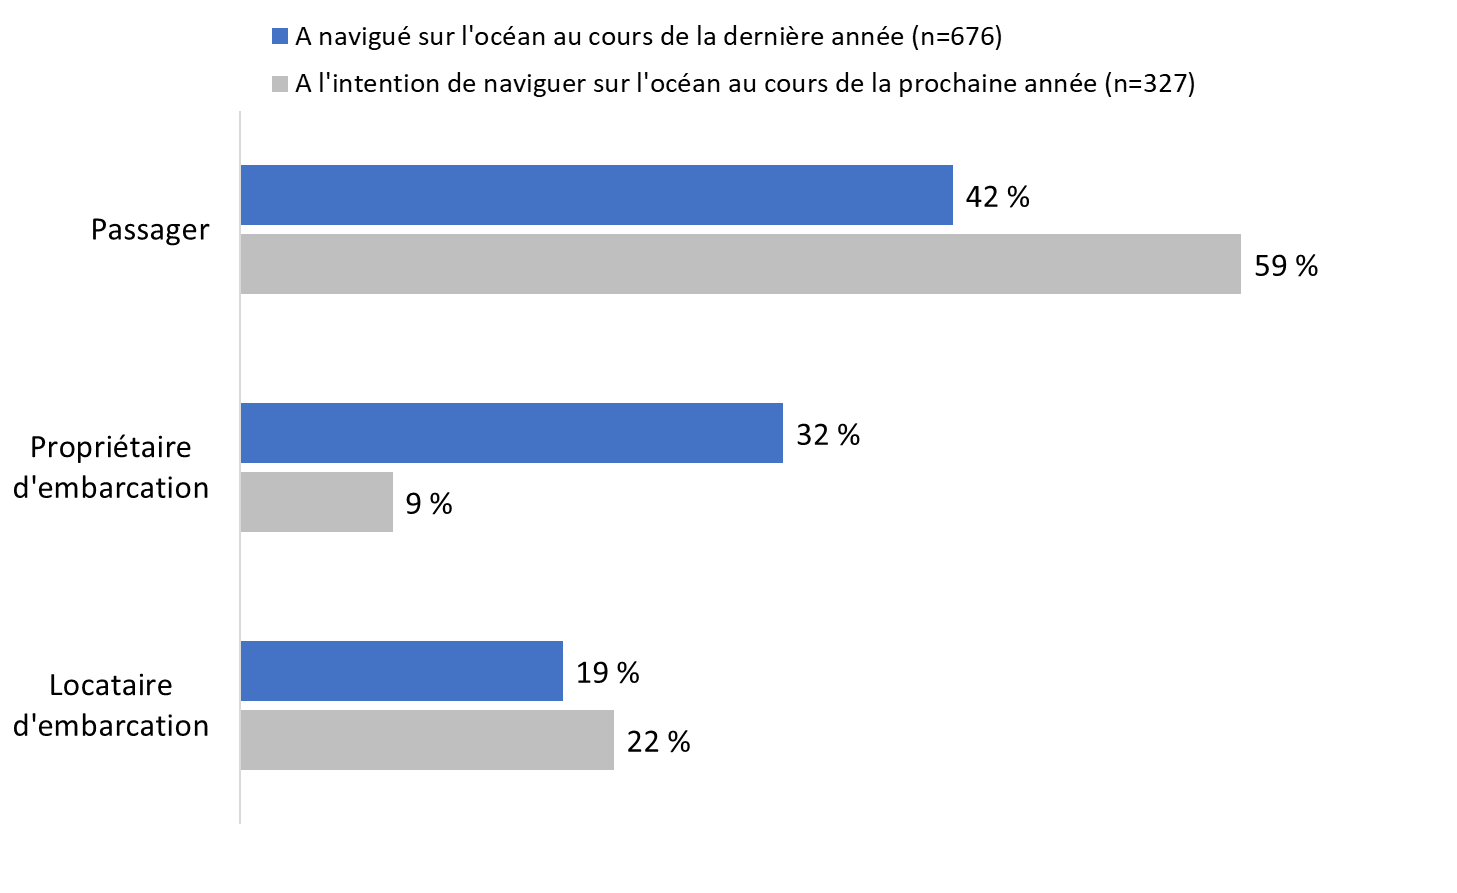 A navigué sur l'océan au cours de la dernière année (n=676)
A l'intention de naviguer sur l'océan au cours de la prochaine année (n=327)
Passager
42 %
59 %
Propriétaire
d'embarcation
32 %
9 %
Locataire
d'embarcation
19 %
22 %